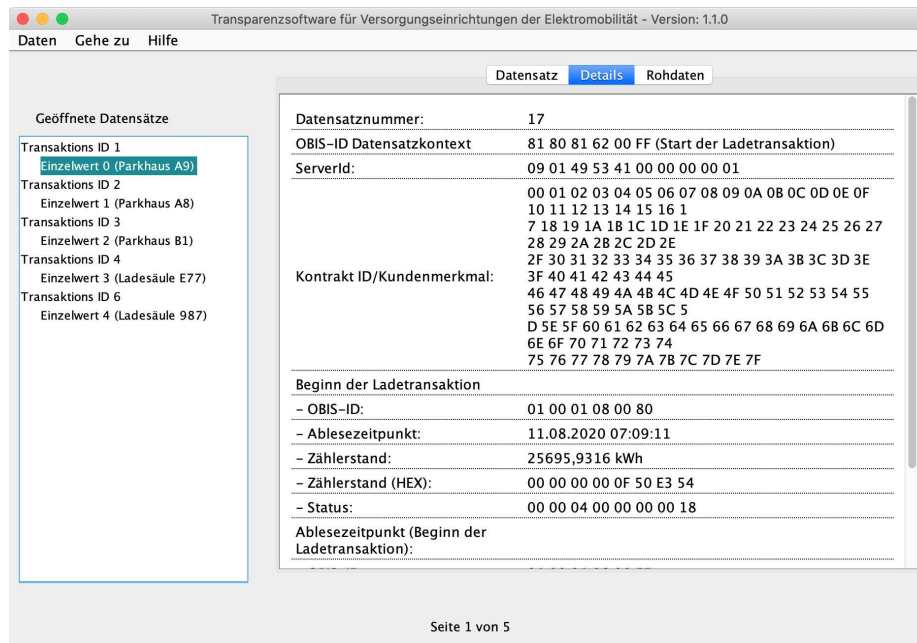 Transparenzsoftware für Versorgungseinrichtungen der Elektromobilität - Version: 1.1.0
Daten Gehe zu Hilfe
Datensatz Details Rohdaten
Geöffnete Datensätze
Transaktions ID 1
Einzelwert 0 (Parkhaus A9)
Transaktions ID 2
Einzelwert 1 (Parkhaus A8)
Transaktions ID 3
Einzelwert 2 (Parkhaus B1)
Transaktions ID 4
Einzelwert 3 (Ladesäule E77)
Transaktions ID 6
Einzelwert 4 (Ladesäule 987)
Datensatznummer: 17
OBIS-ID Datensatzkontext 81 80 81 62 00 FF (Start der Ladetransaktion)
ServerId: 09 01 49 53 41 00 00 00 00 01
Kontrakt ID/Kundenmerkmal:
00 01 02 03 04 05 06 07 08 09 0A 0B 0C 0D 0E 0F
10 11 12 13 14 15 16 1
7 18 19 1A 1B 1C 1D 1E 1F 20 21 22 23 24 25 26 27
28 29 2A 2B 2C 2D 2E
2F 30 31 32 33 34 35 36 37 38 39 3A 3B 3C 3D 3E
3F 40 41 42 43 44 45
46 47 48 49 4A 4B 4C 4D 4E 4F 50 51 52 53 54 55
56 57 58 59 5A 5B 5C 5
D 5E 5F 60 61 62 63 64 65 66 67 68 69 6A 6B 6C 6D
6E 6F 70 71 72 73 74
75 76 77 78 79 7A 7B 7C 7D 7E 7F
Beginn der Ladetransaktion
- OBIS-ID: 01 00 01 08 00 80
- Ablesezeitpunkt: 11.08.2020 07:09:11
- Zählerstand: 25695,9316 kWh
- Zählerstand (HEX): 00 00 00 00 0F 50 E3 54
- Status: 00 00 04 00 00 00 00 18
Ablesezeitpunkt (Beginn der
Ladetransaktion):
Seite 1 von 5